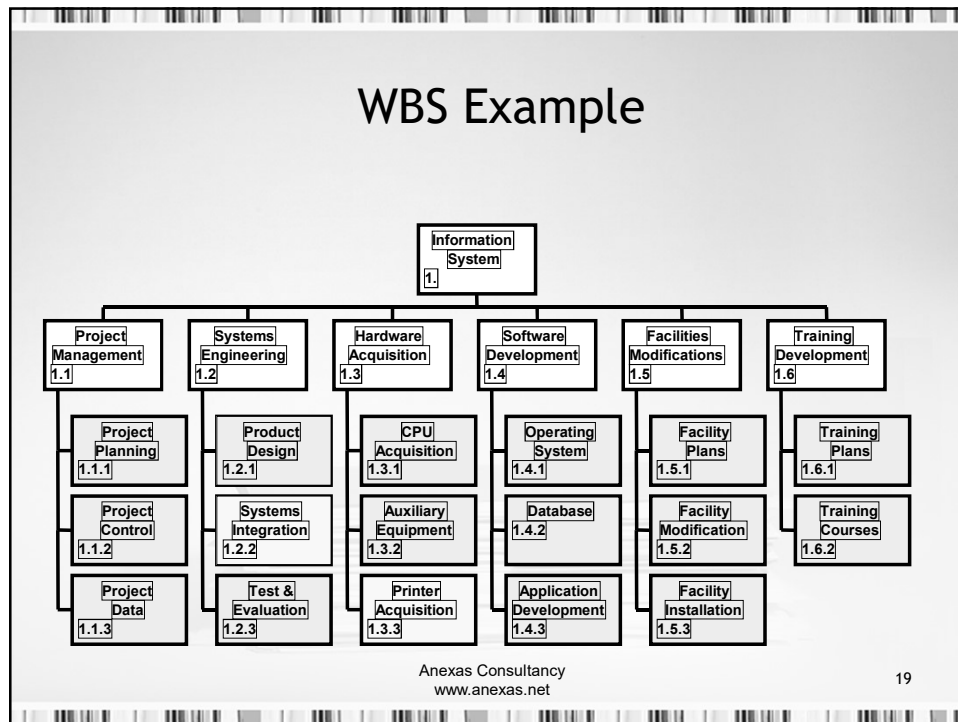 WBS Example
Information
System
1.
Project
Management
1.1
Systems
Engineering
1.2
Hardware
Acquisition
1.3
Software
Development
1.4
Facilities
Modifications
1.5
Training
Development
1.6
Project
Planning
1.1.1
Product
Design
1.2.1
CPU
Acquisition
1.3.1
Operating
System
1.4.1
Facility
Plans
1.5.1
Training
Plans
1.6.1
Project
Control
1.1.2
Systems
Integration
1.2.2
Auxiliary
Equipment
1.3.2
Database
1.4.2
Facility
Modification
1.5.2
Training
Courses
1.6.2
Project
Data
1.1.3
Test &
Evaluation
1.2.3
Printer
Acquisition
1.3.3
Application
Development
1.4.3
Facility
Installation
1.5.3
Anexas Consultancy
www.anexas.net
19